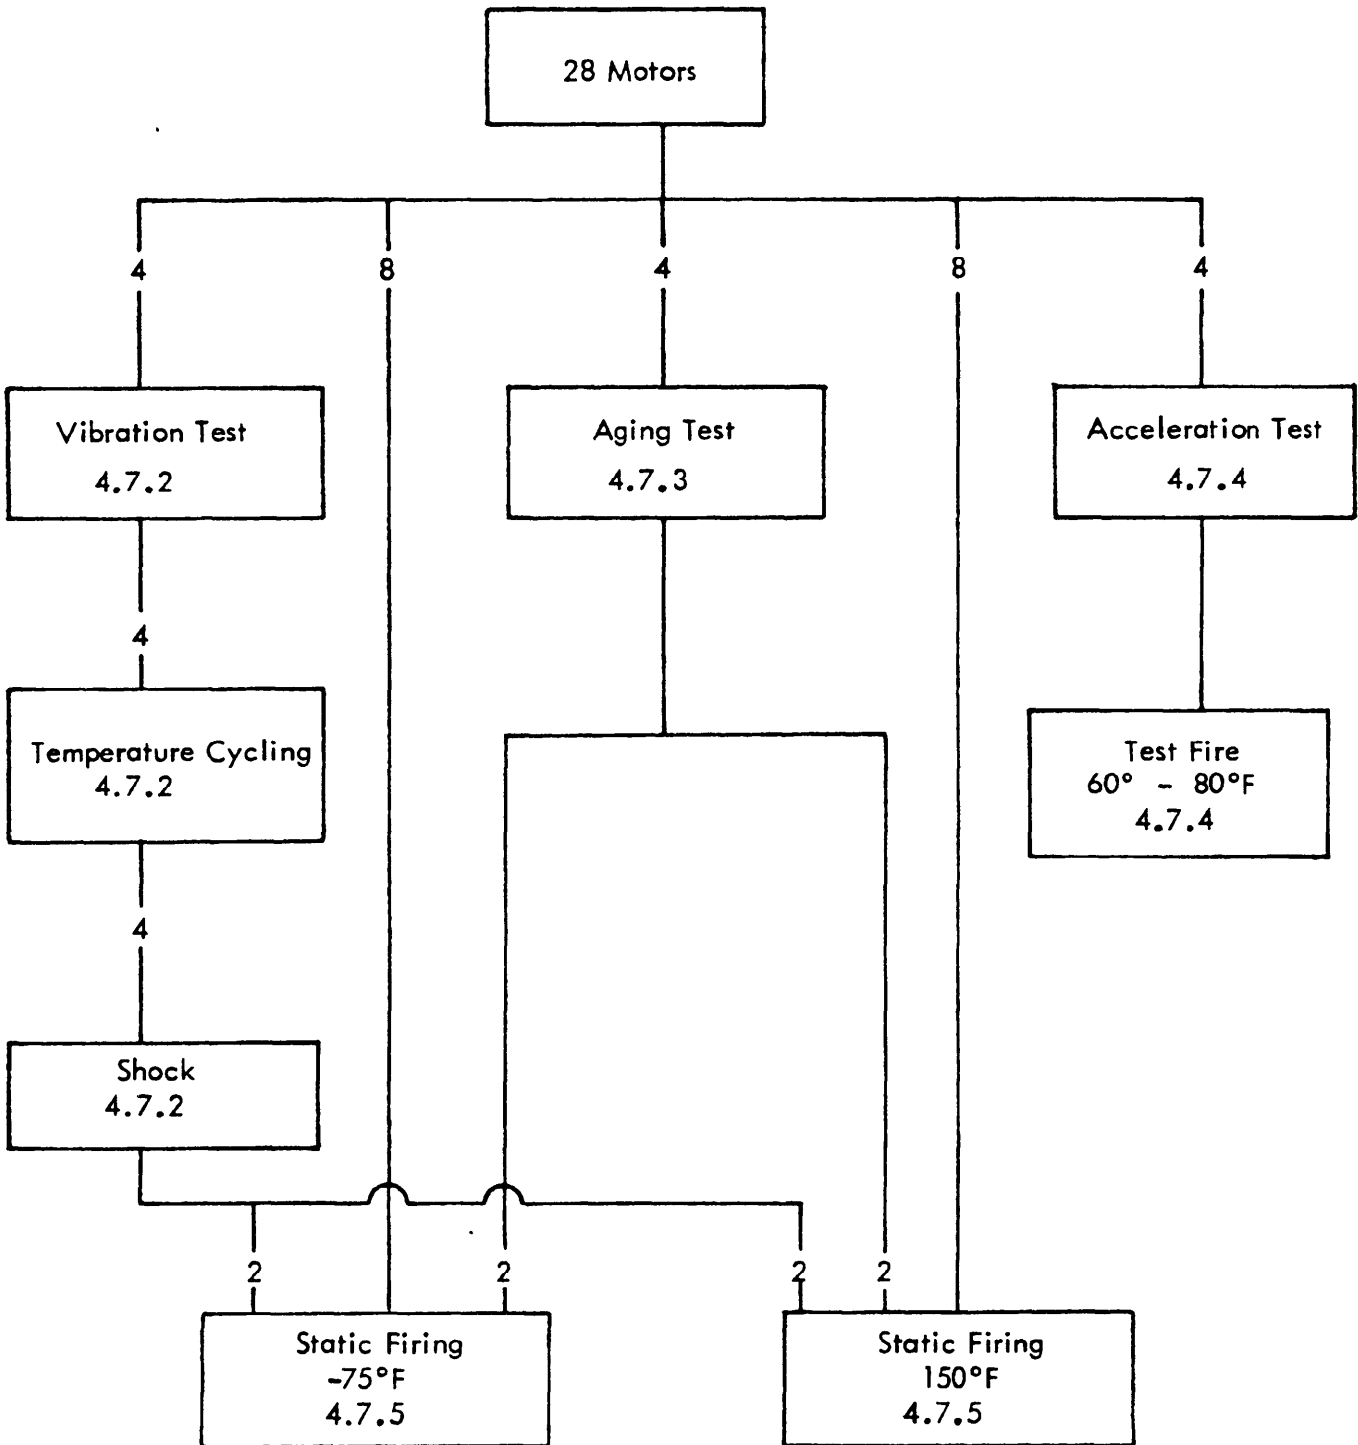 28 Motors
4
8
4
8
4
Vibration Test
4.7.2
Aging Test
4.7.3
Acceleration Test
4.7.4
4
Temperature Cycling
4.7.2
Test Fire
60° - 80°F
4.7.4
4
Shock
4.7.2
2
2
2
2
Static Firing
-75°F
4.7.5
Static Firing
150°F
4.7.5